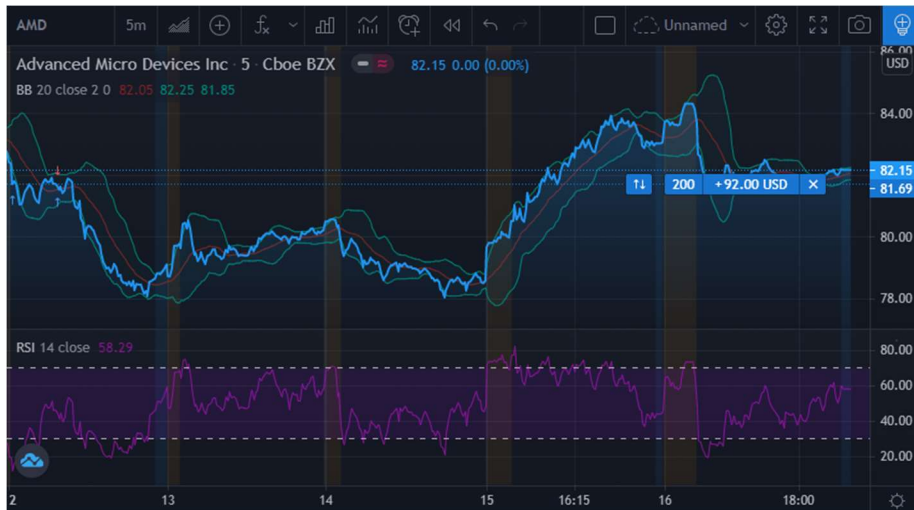 AMD 5m Unnamed
Advanced Micro Devices Inc · 5 · Cboe BZX 82.15 0.00 (0.00%)
BB 20 close 2 0 82.05 82.25 81.85
86.00
USD
84.00
82.15
200 +92.00 USD
81.69
80.00
78.00
RSI 14 close 58.29
80.00
60.00
40.00
20.00
2 13 14 15 16:15 16 18:00